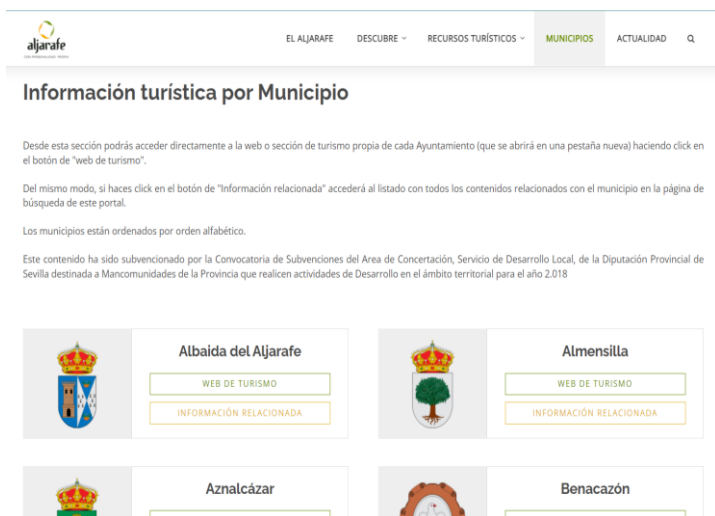 aljarafe
EL ALJARAFE DESCUBRE RECURSOS TURÍSTICOS MUNICIPIOS ACTUALIDAD
Información turística por Municipio
Desde esta sección podrás acceder directamente a la web o sección de turismo propia de cada Ayuntamiento (que se abrirá en una pestaña nueva) haciendo click en
el botón de "web de turismo".
Del mismo modo, si haces click en el botón de "Información relacionada" accederá al listado con todos los contenidos relacionados con el municipio en la página de
búsqueda de este portal.
Los municipios están ordenados por orden alfabético.
Este contenido ha sido subvencionado por la Convocatoria de Subvenciones del Area de Concertación, Servicio de Desarrollo Local, de la Diputación Provincial de
Sevilla destinada a Mancomunidades de la Provincia que realicen actividades de Desarrollo en el ámbito territorial para el año 2.018
Albaida del Aljarafe
WEB DE TURISMO
INFORMACIÓN RELACIONADA
Almensilla
WEB DE TURISMO
INFORMACIÓN RELACIONADA
Aznalcázar
Benacazón